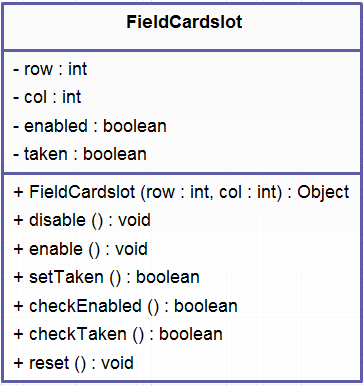 FieldCardslot
- row : int
- col : int
- enabled : boolean
- taken : boolean
+ FieldCardslot (row : int, col : int) : Object
+ disable () : void
+ enable () : void
+ setTaken () : boolean
+ checkEnabled () : boolean
+ checkTaken () : boolean
+ reset () : void